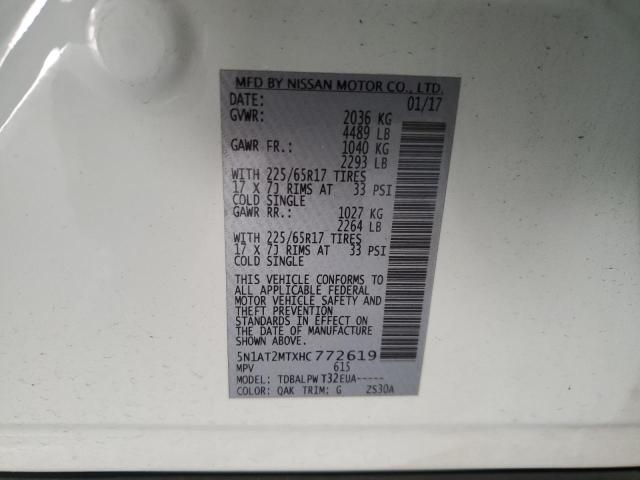 MFD BY NISSAN MOTOR CO., LTD.
DATE: 01/17
GVWR: 2036 KG
4489 LB
GAWR FR.: 1040 KG
2293 LB
WITH 225/65R17 TIRES
17 X 7J RIMS AT 33 PSI
COLD SINGLE
GAWR RR.: 1027 KG
2264 LB
WITH 225/65R17 TIRES
17 X 7J RIMS AT 33 PSI
COLD SINGLE
THIS VEHICLE CONFORMS TO
ALL APPLICABLE FEDERAL
MOTOR VEHICLE SAFETY AND
THEFT PREVENTION
STANDARDS IN EFFECT ON
THE DATE OF MANUFACTURE
SHOWN ABOVE.
5N1AT2MTXHC772619
MPV 615
MODEL: TDBALPW T32EUA-----
COLOR: QAK TRIM: G 2S30A